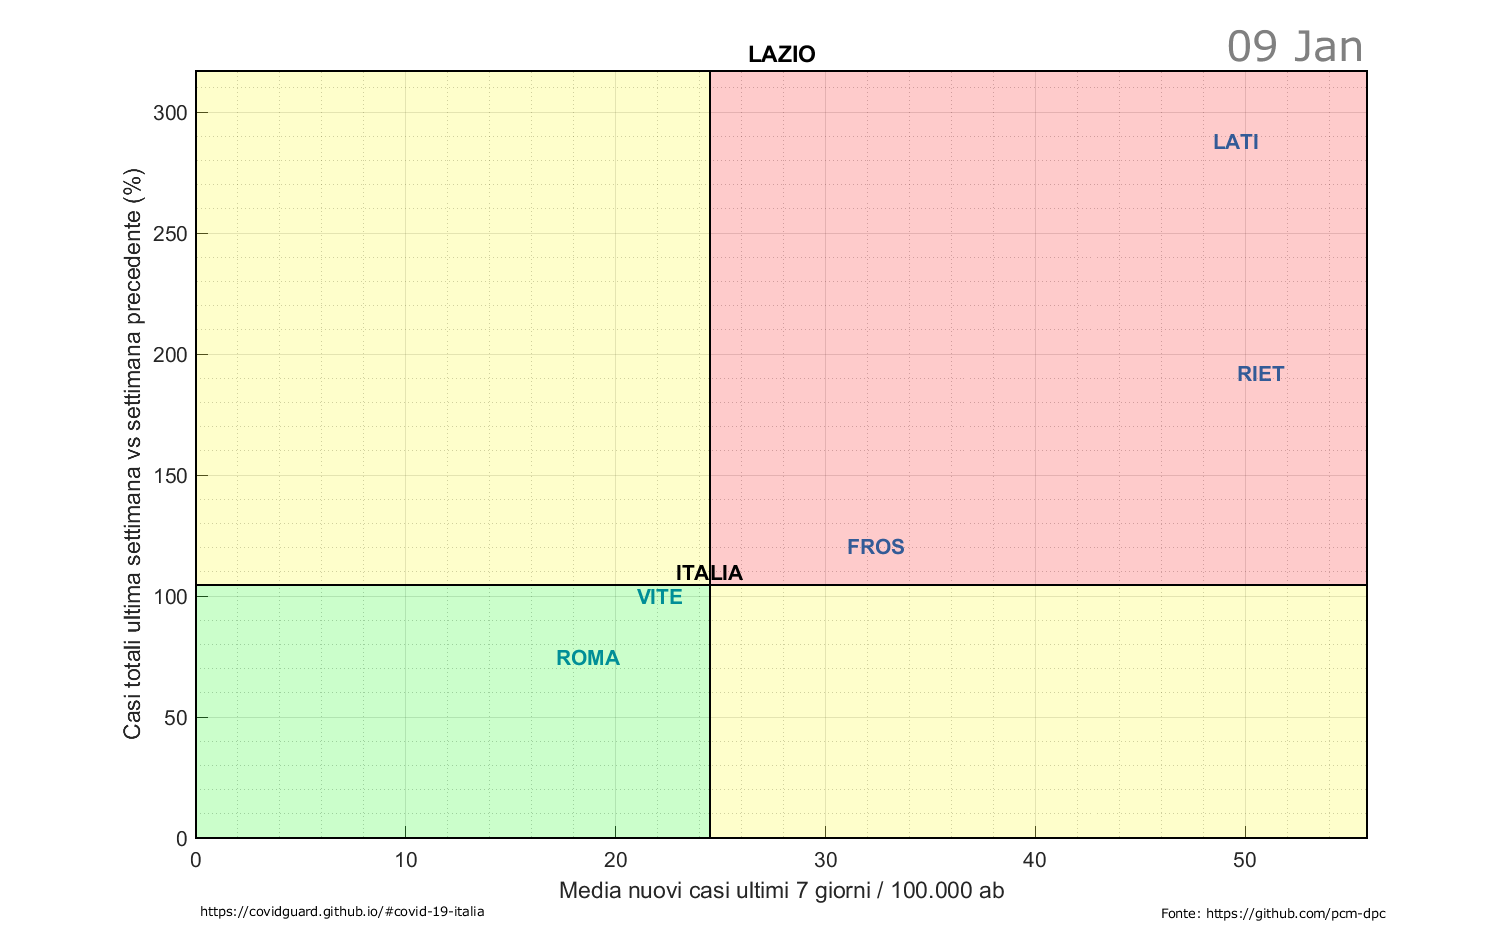 LAZIO
09 Jan
Casi totali ultima settimana vs settimana precedente (%)
300
250
200
150
100
50
0
LATI
RIET
FROS
ITALIA
VITE
ROMA
0 10 20 30 40 50
Media nuovi casi ultimi 7 giorni / 100.000 ab
https://covidguard.github.io/#covid-19-italia
Fonte: https://github.com/pcm-dpc